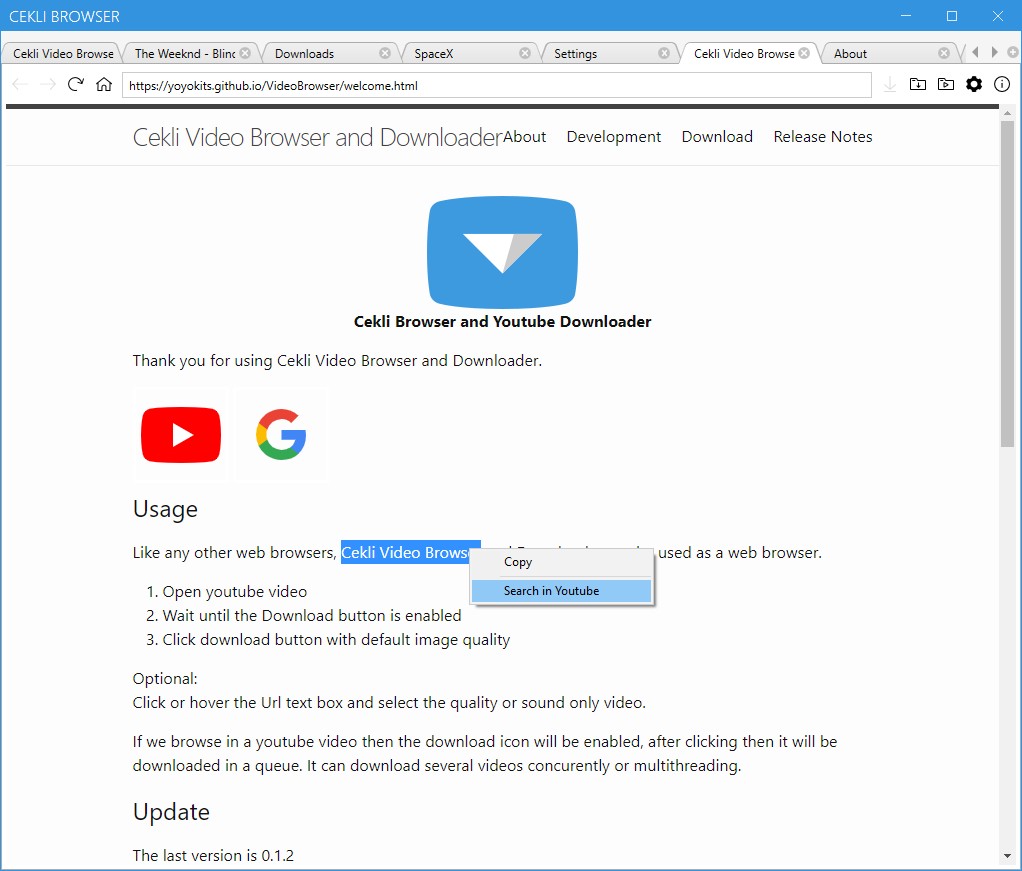 CEKLI BROWSER
Cekli Video Browse The Weeknd - Blinc Downloads SpaceX Settings Cekli Video Browse About
https://yoyokits.github.io/VideoBrowser/welcome.html
Cekli Video Browser and Downloader About Development Download Release Notes
Cekli Browser and Youtube Downloader
Thank you for using Cekli Video Browser and Downloader.
Usage
Like any other web browsers, Cekli Video Browse used as a web browser.
Copy
Search in Youtube
1. Open youtube video
2. Wait until the Download button is enabled
3. Click download button with default image quality
Optional:
Click or hover the Url text box and select the quality or sound only video.
If we browse in a youtube video then the download icon will be enabled, after clicking then it will be
downloaded in a queue. It can download several videos concurently or multithreading.
Update
The last version is 0.1.2